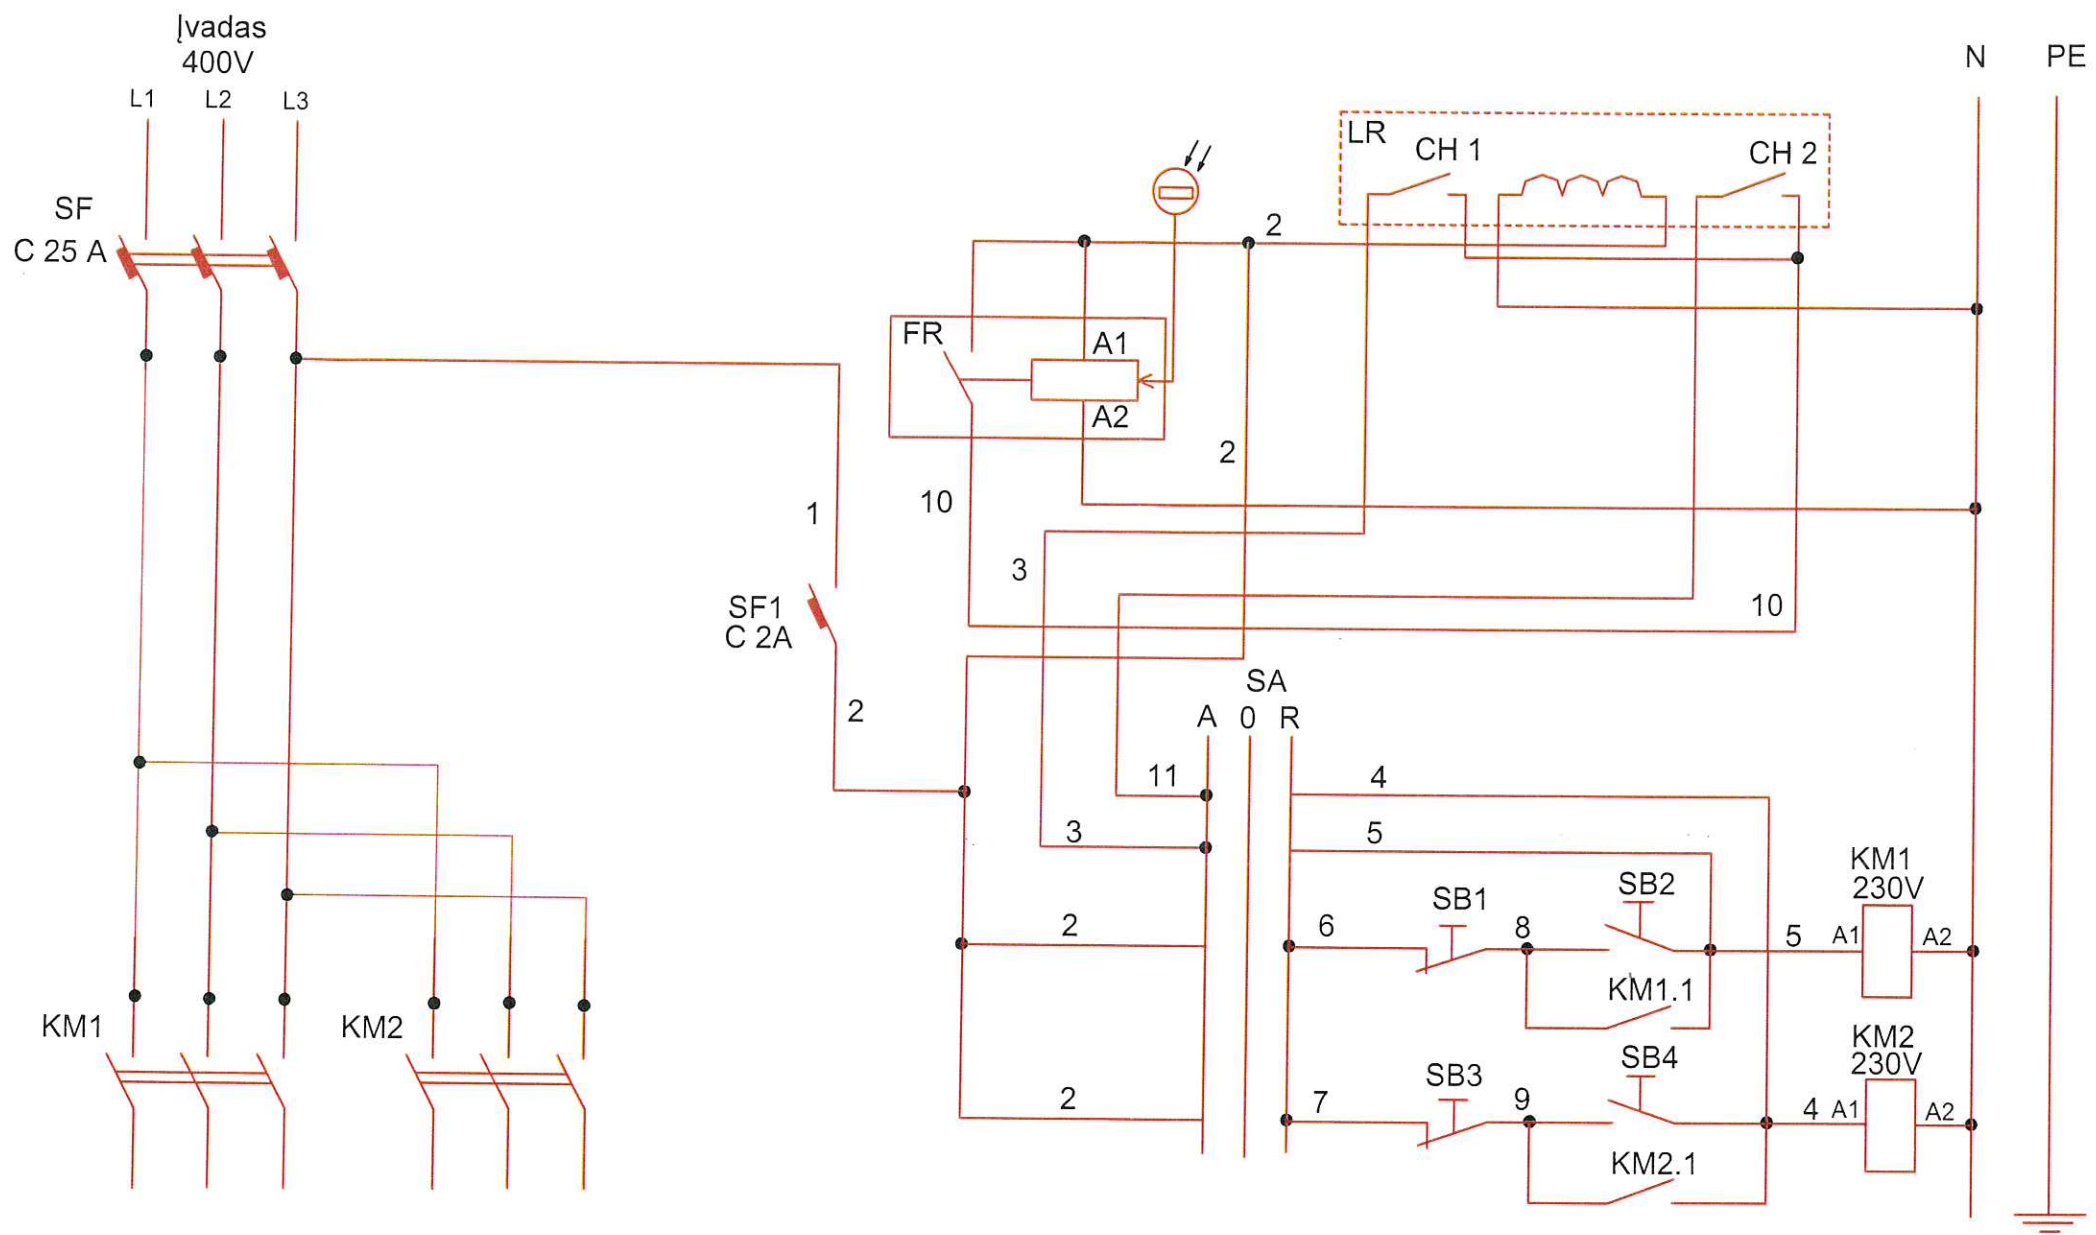 Įvadas
400V
L1 L2 L3
N PE
SF
C 25 A
LR CH 1 CH 2
2
FR A1
A2
2
10
1
3
10
SF1
C 2A
2
SA
A 0 R
11
3
4
5
2
6 SB1 8 SB2 5
KM1
230V
A1 A2
KM1.1
KM1 KM2
2
7 SB3 9 SB4 4
KM2
230V
A1 A2
KM2.1